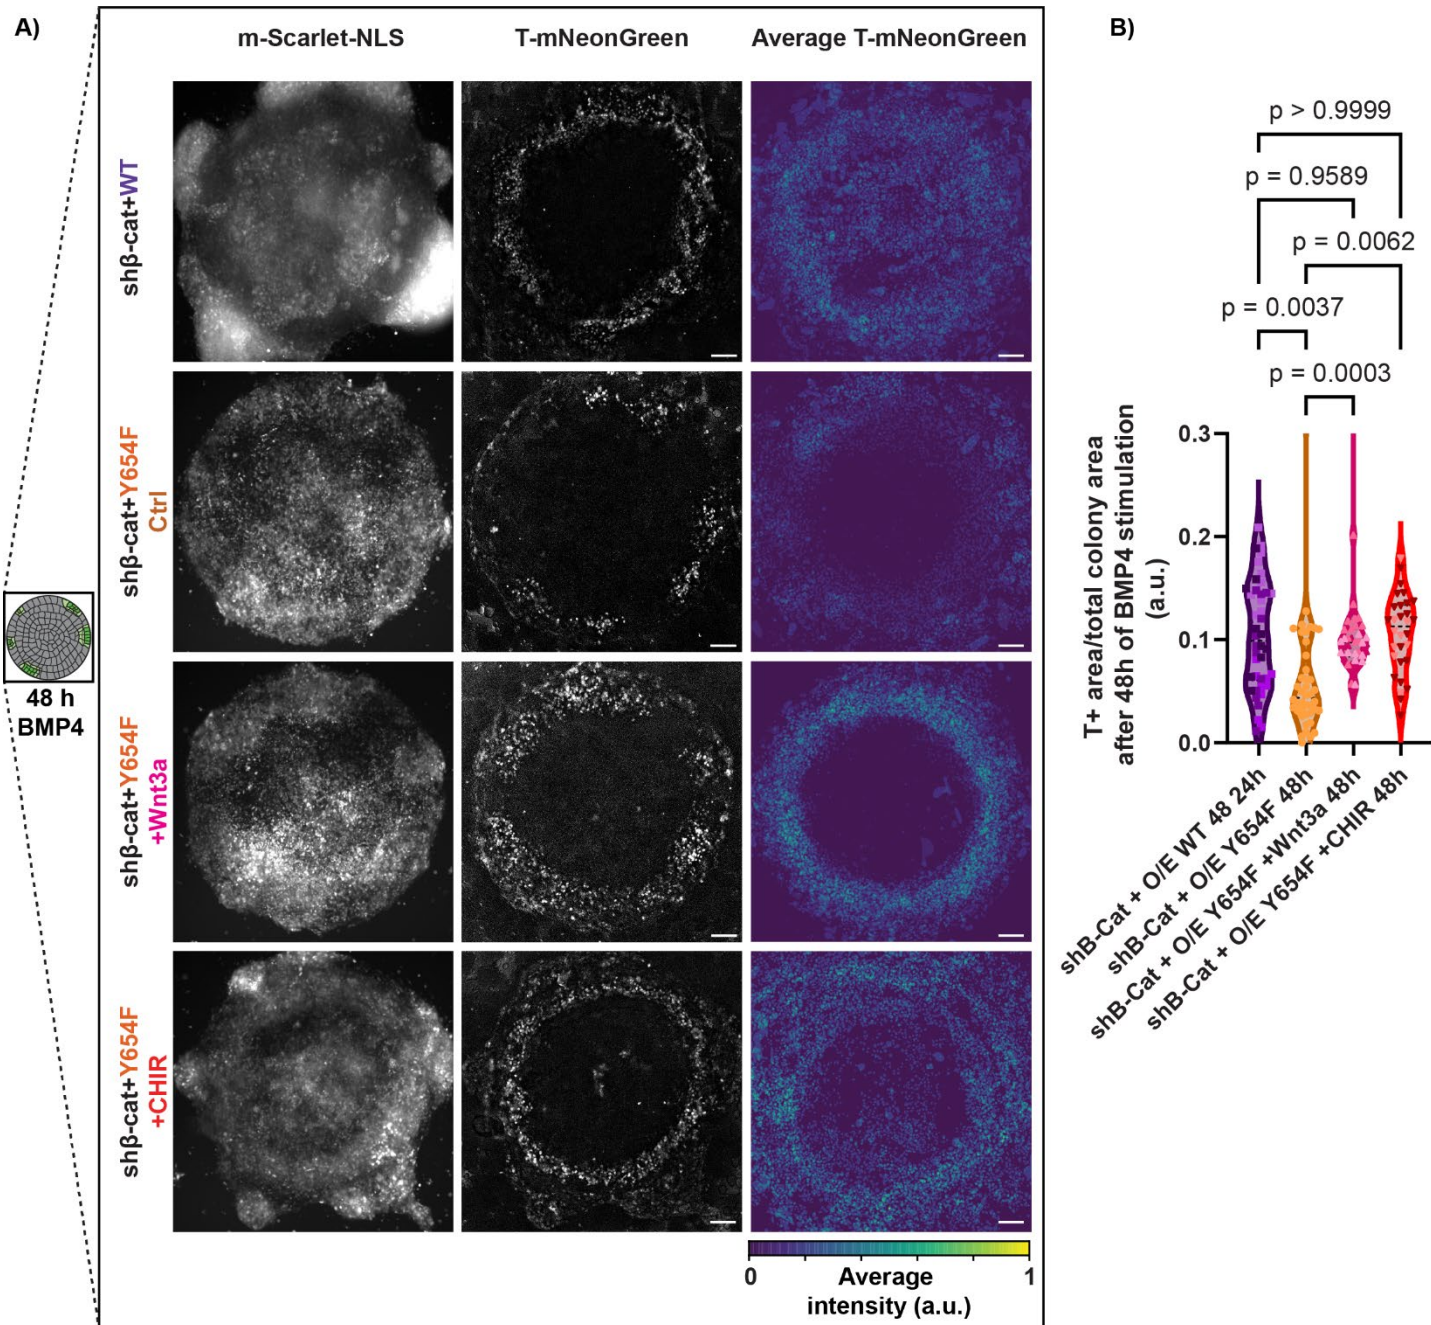 A)
m-Scarlet-NLS
T-mNeonGreen
Average T-mNeonGreen
shβ-cat+WT
shβ-cat+Y654F
Ctrl
shβ-cat+Y654F
+Wnt3a
shβ-cat+Y654F
+CHIR
48 h
BMP4
0
1
Average
intensity (a.u.)
B)
p > 0.9999
p = 0.9589
p = 0.0062
p = 0.0037
p = 0.0003
T+ area/total colony area
after 48h of BMP4 stimulation
(a.u.)
0.3
0.2
0.1
0.0
shB-Cat + O/E WT 48 24h
shB-Cat + O/E Y654F 48h
shB-Cat + O/E Y654F +Wnt3a 48h
shB-Cat + O/E Y654F +CHIR 48h